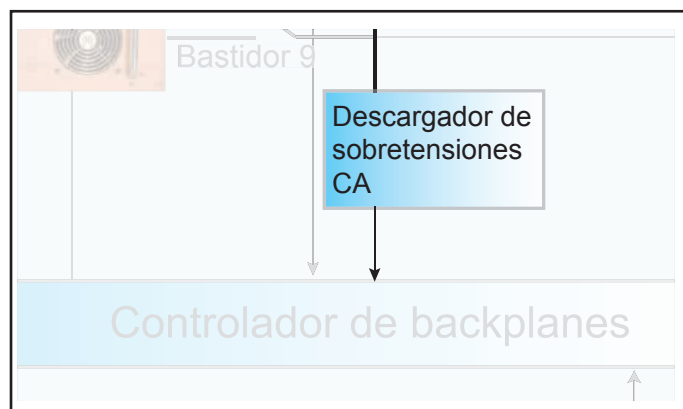 Bastidor 9
Descargador de
sobretensiones
CA
Controlador de backplanes